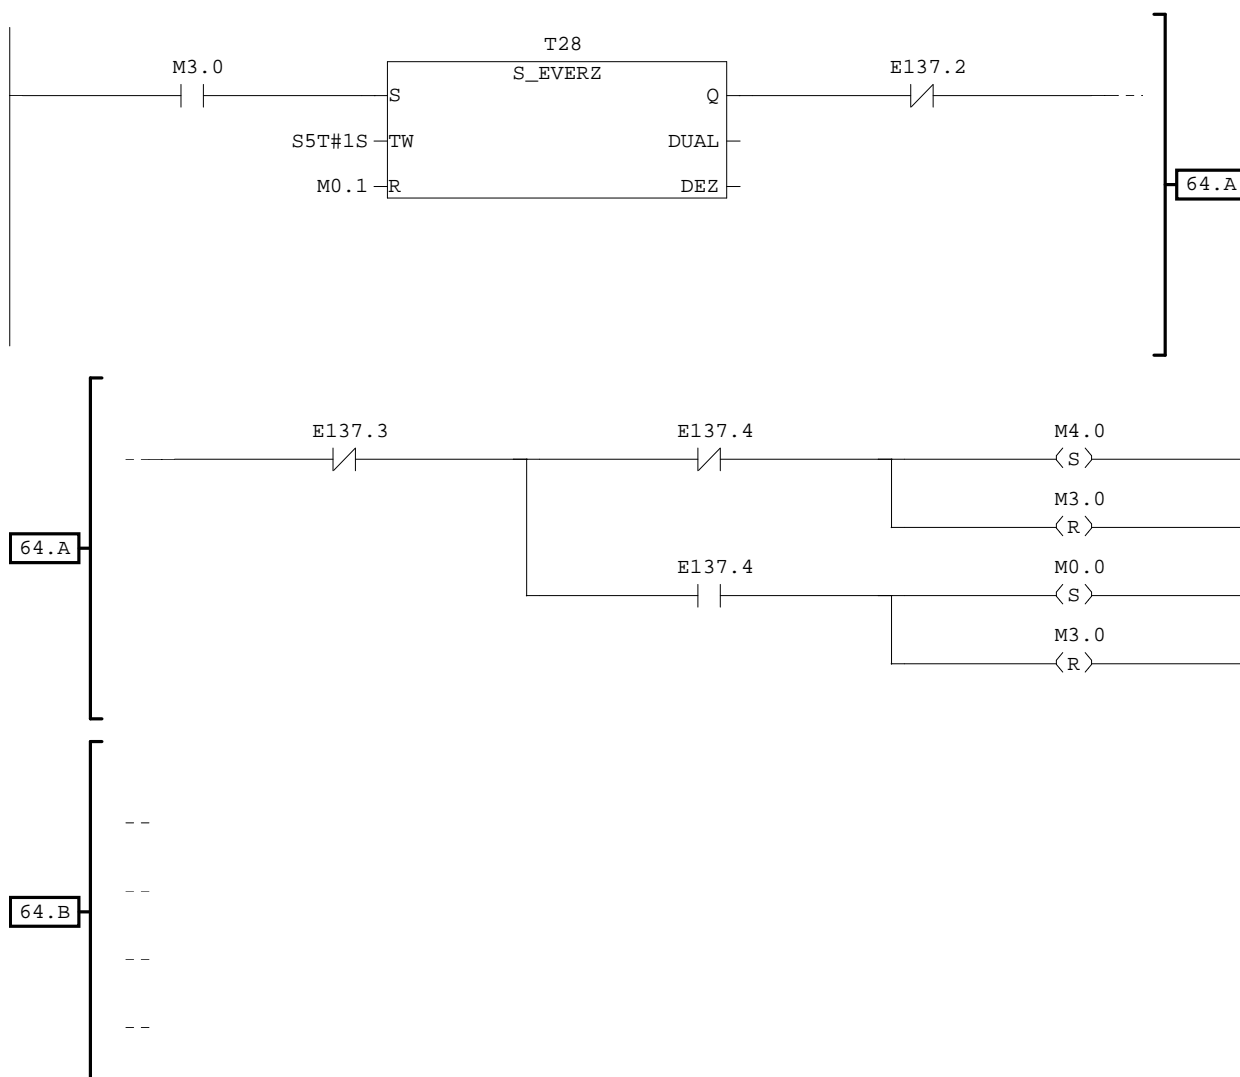 T28
M3.0 S_EVERZ E137.2
S Q
S5T#1S TW DUAL
M0.1 R DEZ
64.A
E137.3 E137.4 M4.0
S
M3.0
R
64.A
E137.4 M0.0
S
M3.0
R
64.B